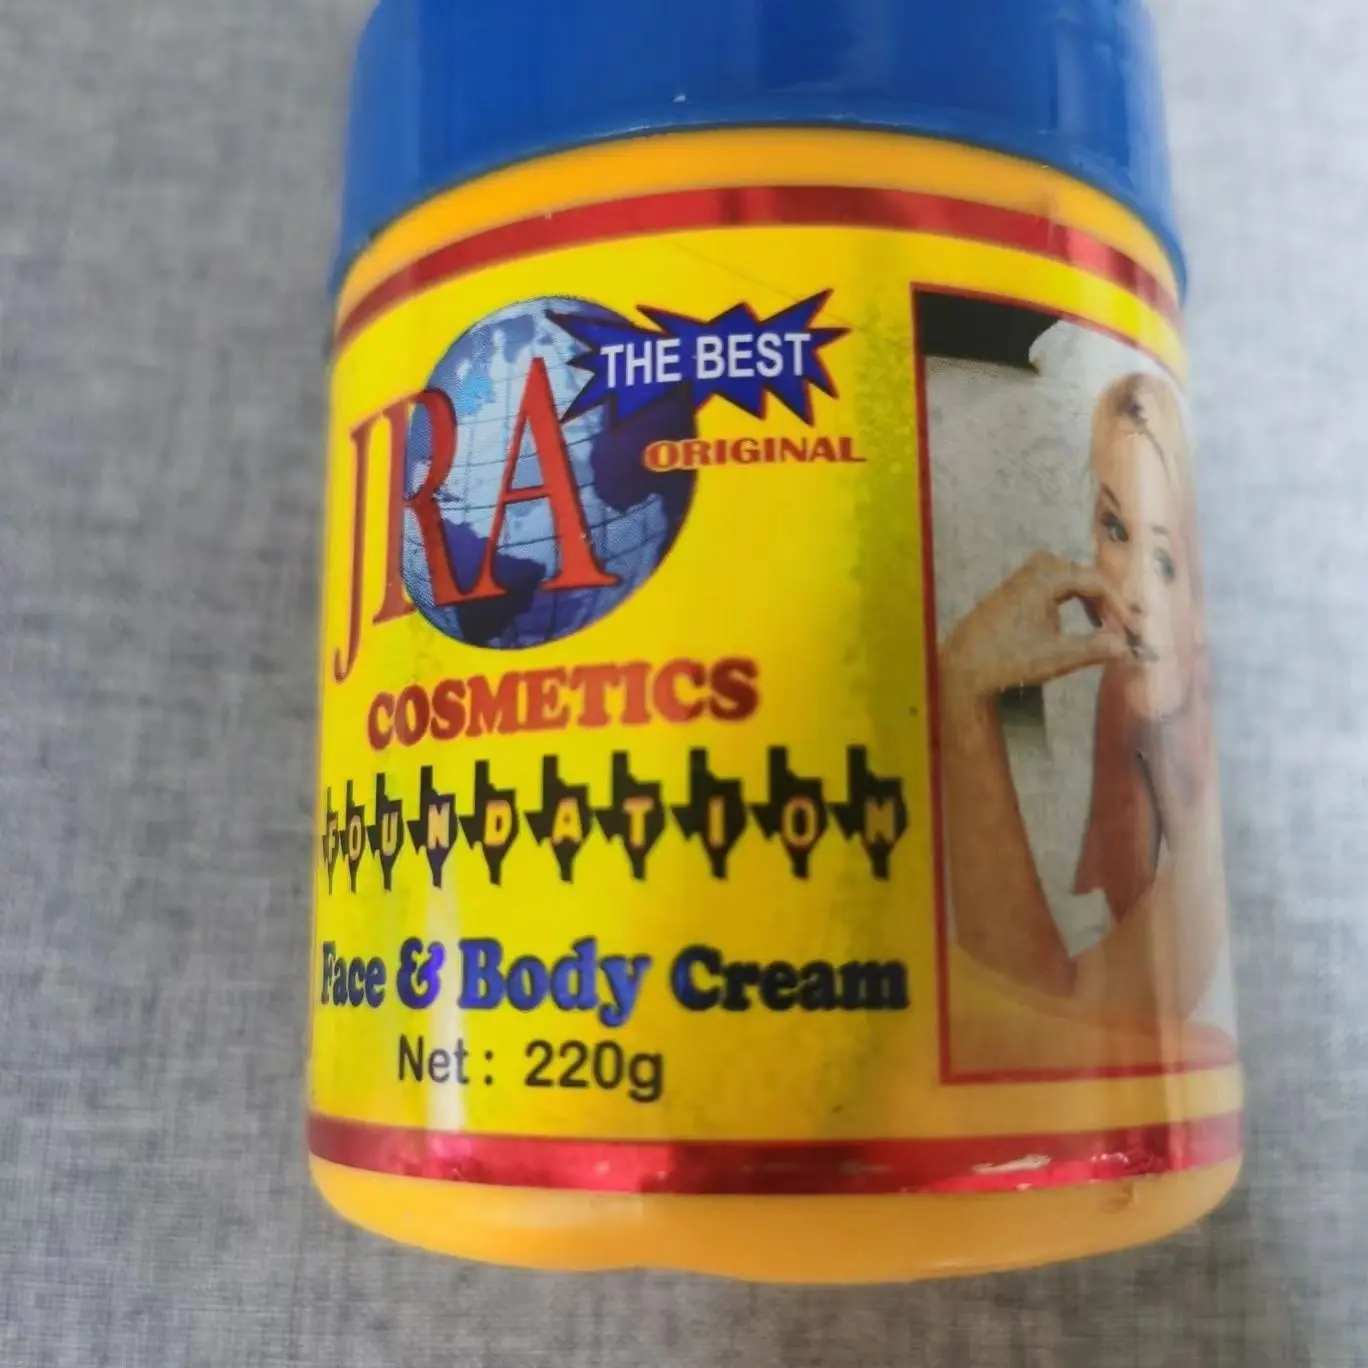 THE BEST
JRA
ORIGINAL
COSMETICS
FOUNDATION
Face & Body Cream
Net : 220g